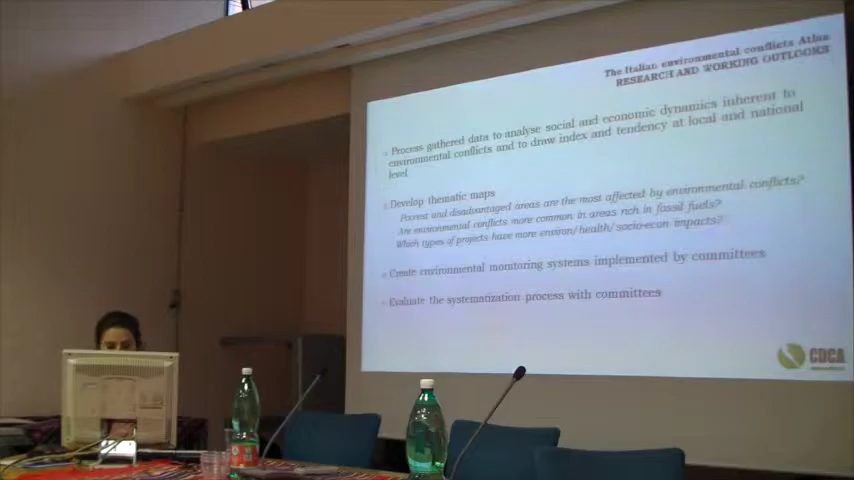 The Italian environmental conflicts Atlas
RESEARCH AND WORKING OUTLOOKS
Process gathered data to analyse social and economic dynamics inherent to
environmental conflicts and to draw index and tendency at local and national
level
Develop thematic maps
Poorest and disadvantaged areas are the most affected by environmental conflicts?
Are environmental conflicts more common in areas rich in fossil fuels?
Which types of projects have more environ/health/socio-econ impacts?
Create environmental monitoring systems implemented by committees
Evaluate the systematization process with committees
CDCA